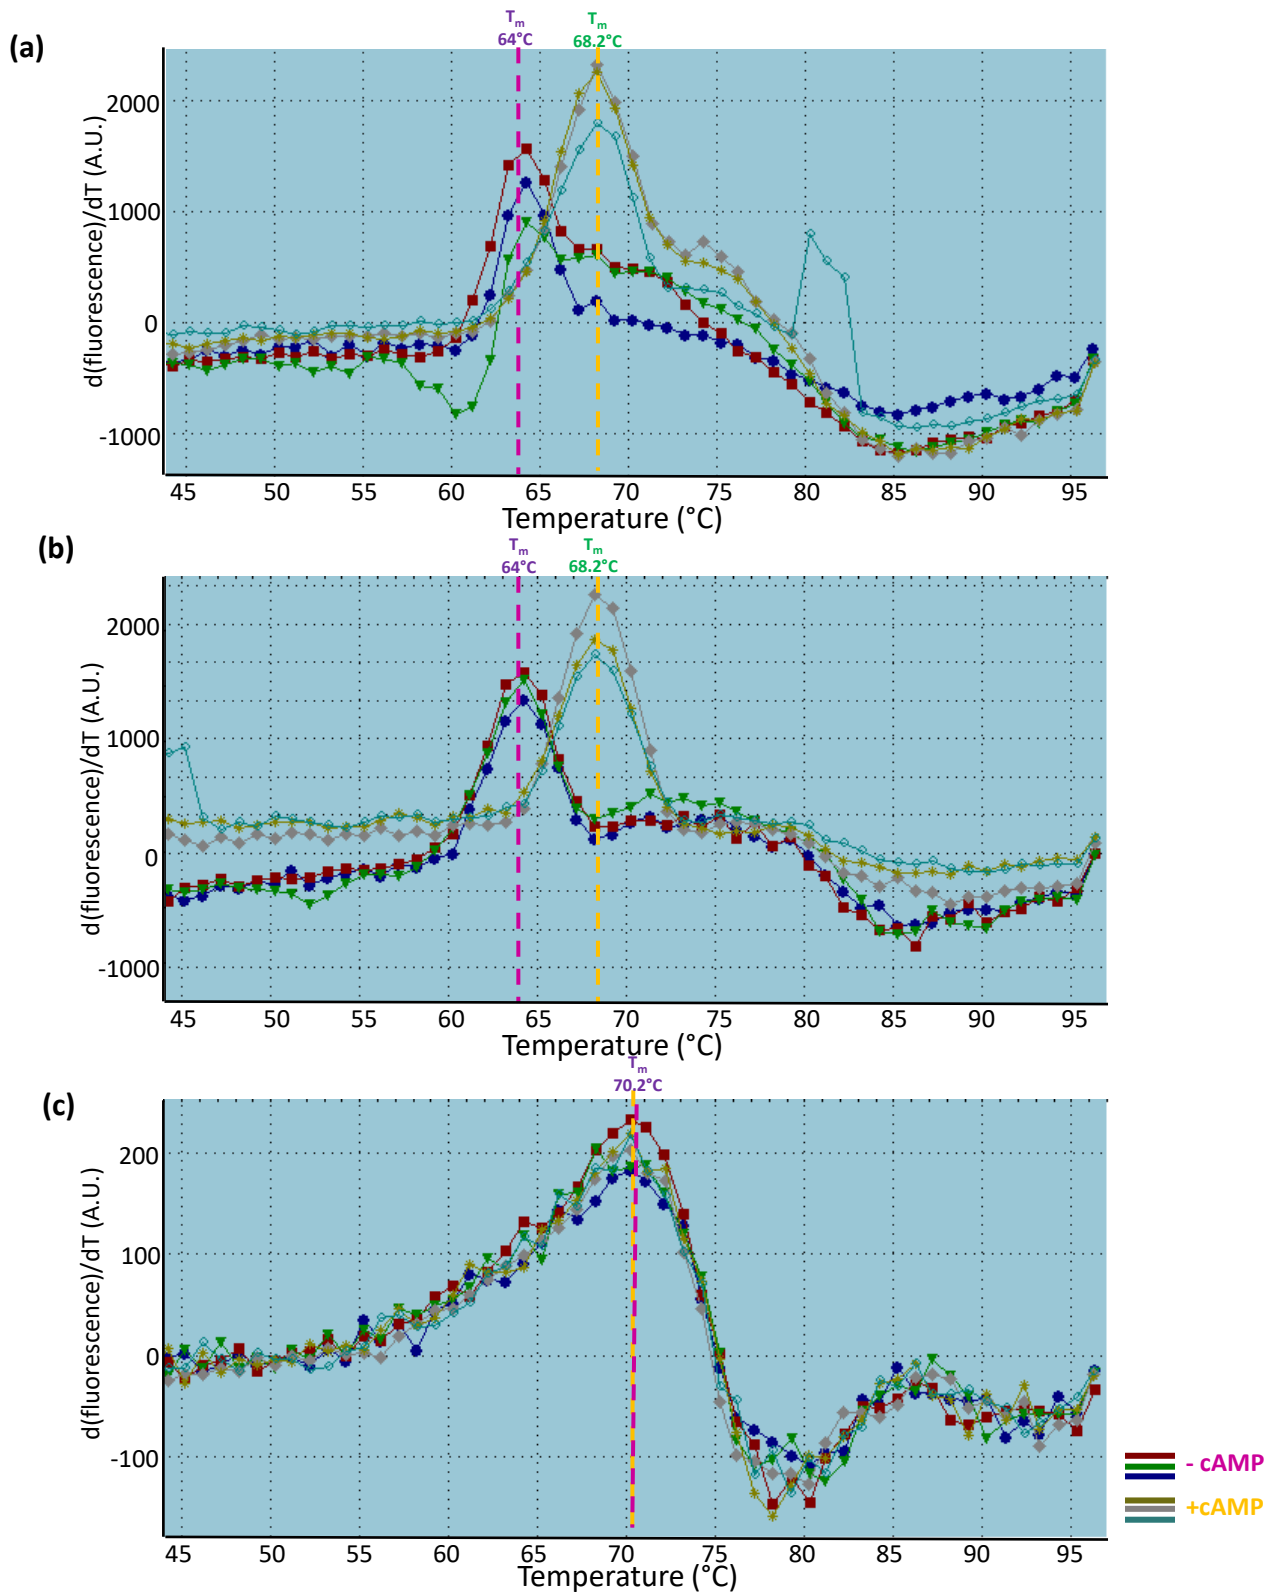 (a)
Tm
64°C
Tm
68.2°C
d(fluorescence)/dT (A.U.)
2000
1000
0
-1000
45 50 55 60 65 70 75 80 85 90 95
Temperature (°C)
(b)
Tm
64°C
Tm
68.2°C
d(fluorescence)/dT (A.U.)
2000
1000
0
-1000
45 50 55 60 65 70 75 80 85 90 95
Temperature (°C)
(c)
Tm
70.2°C
d(fluorescence)/dT (A.U.)
200
100
0
-100
45 50 55 60 65 70 75 80 85 90 95
Temperature (°C)
- cAMP
+cAMP